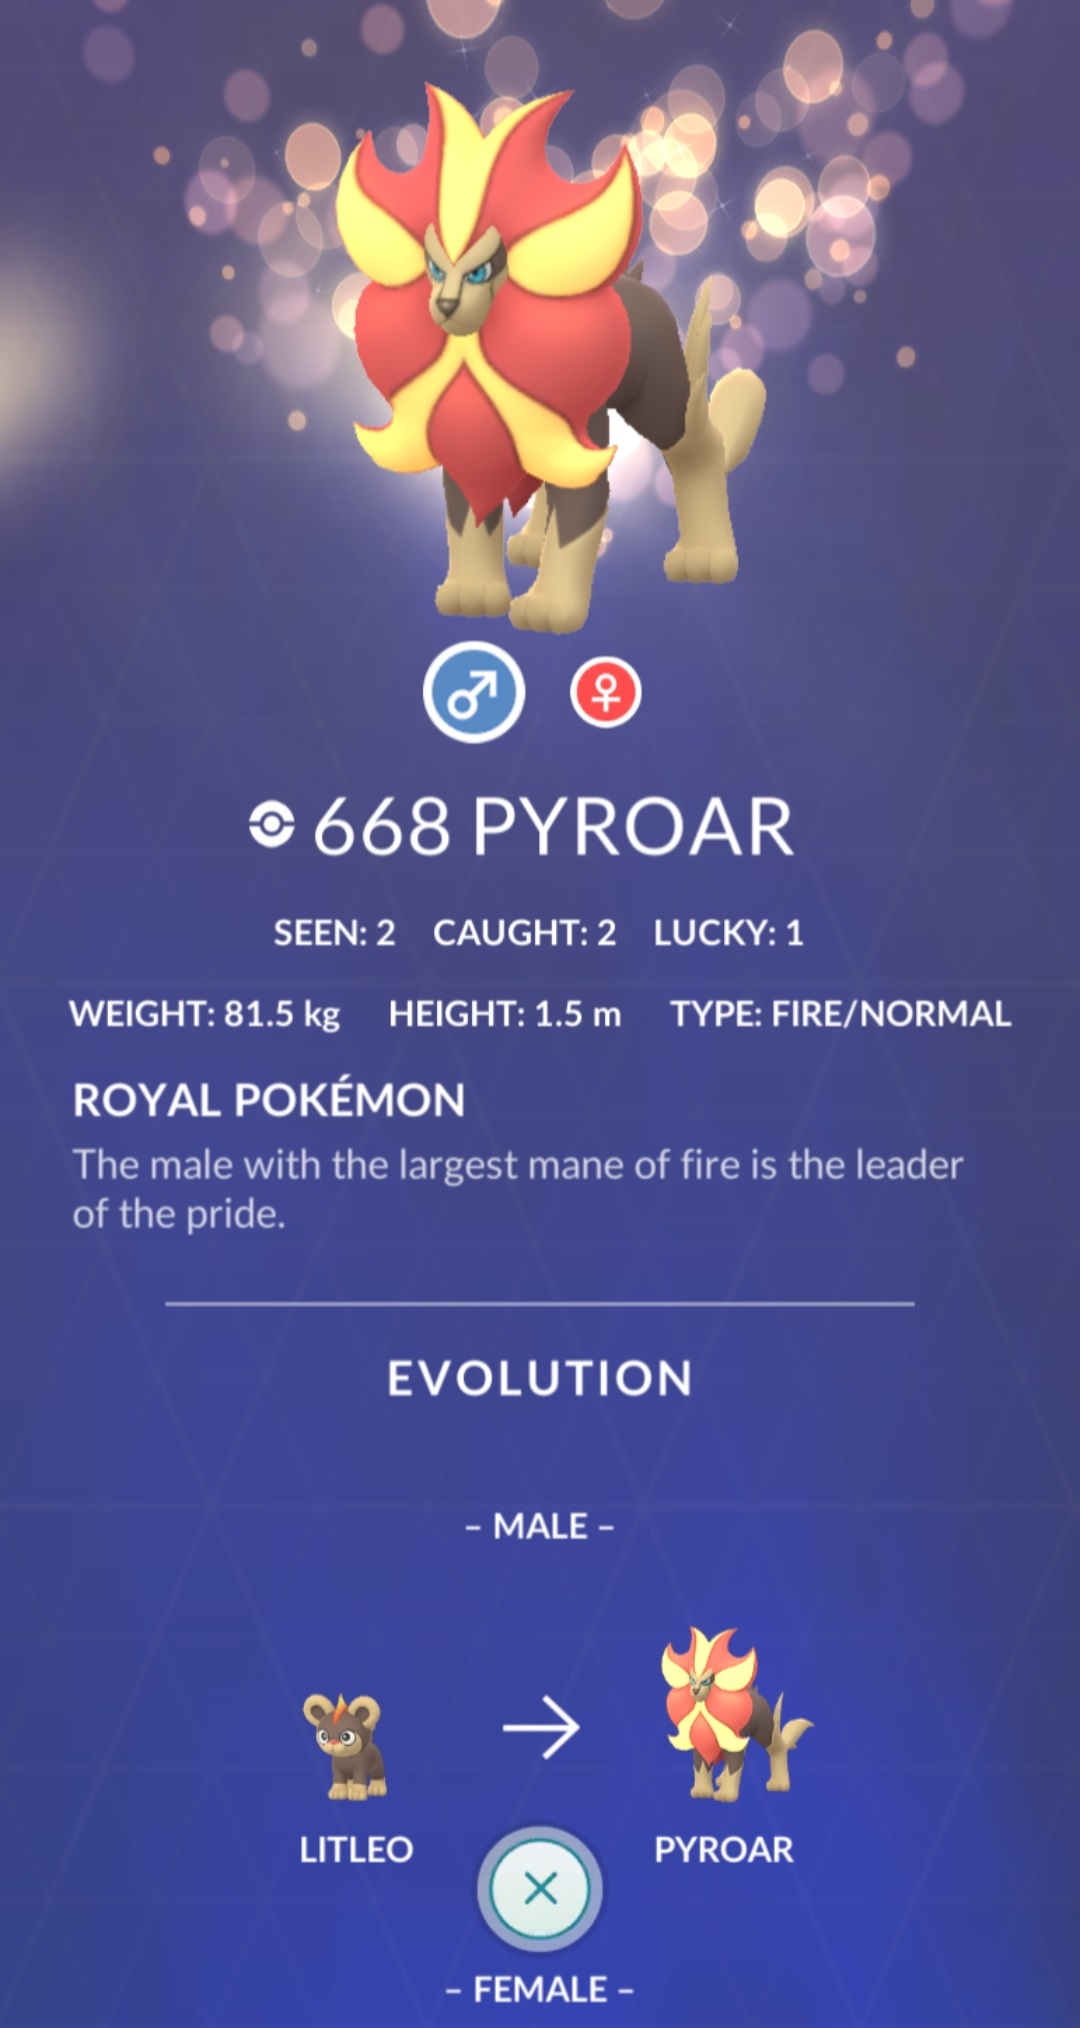 668 PYROAR
SEEN: 2 CAUGHT: 2 LUCKY: 1
WEIGHT: 81.5 kg HEIGHT: 1.5 m TYPE: FIRE/NORMAL
ROYAL POKÉMON
The male with the largest mane of fire is the leader
of the pride.
EVOLUTION
– MALE –
LITLEO PYROAR
– FEMALE –